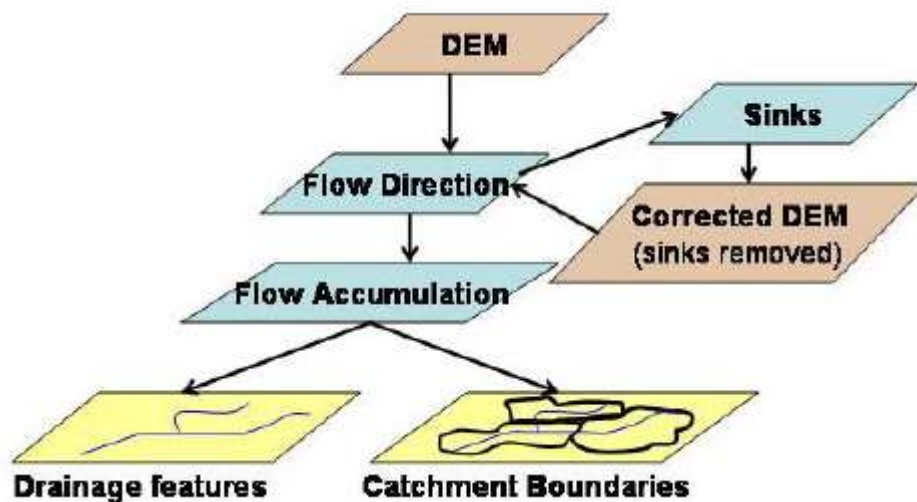 DEM
Sinks
Flow Direction
Corrected DEM
(sinks removed)
Flow Accumulation
Drainage features
Catchment Boundaries